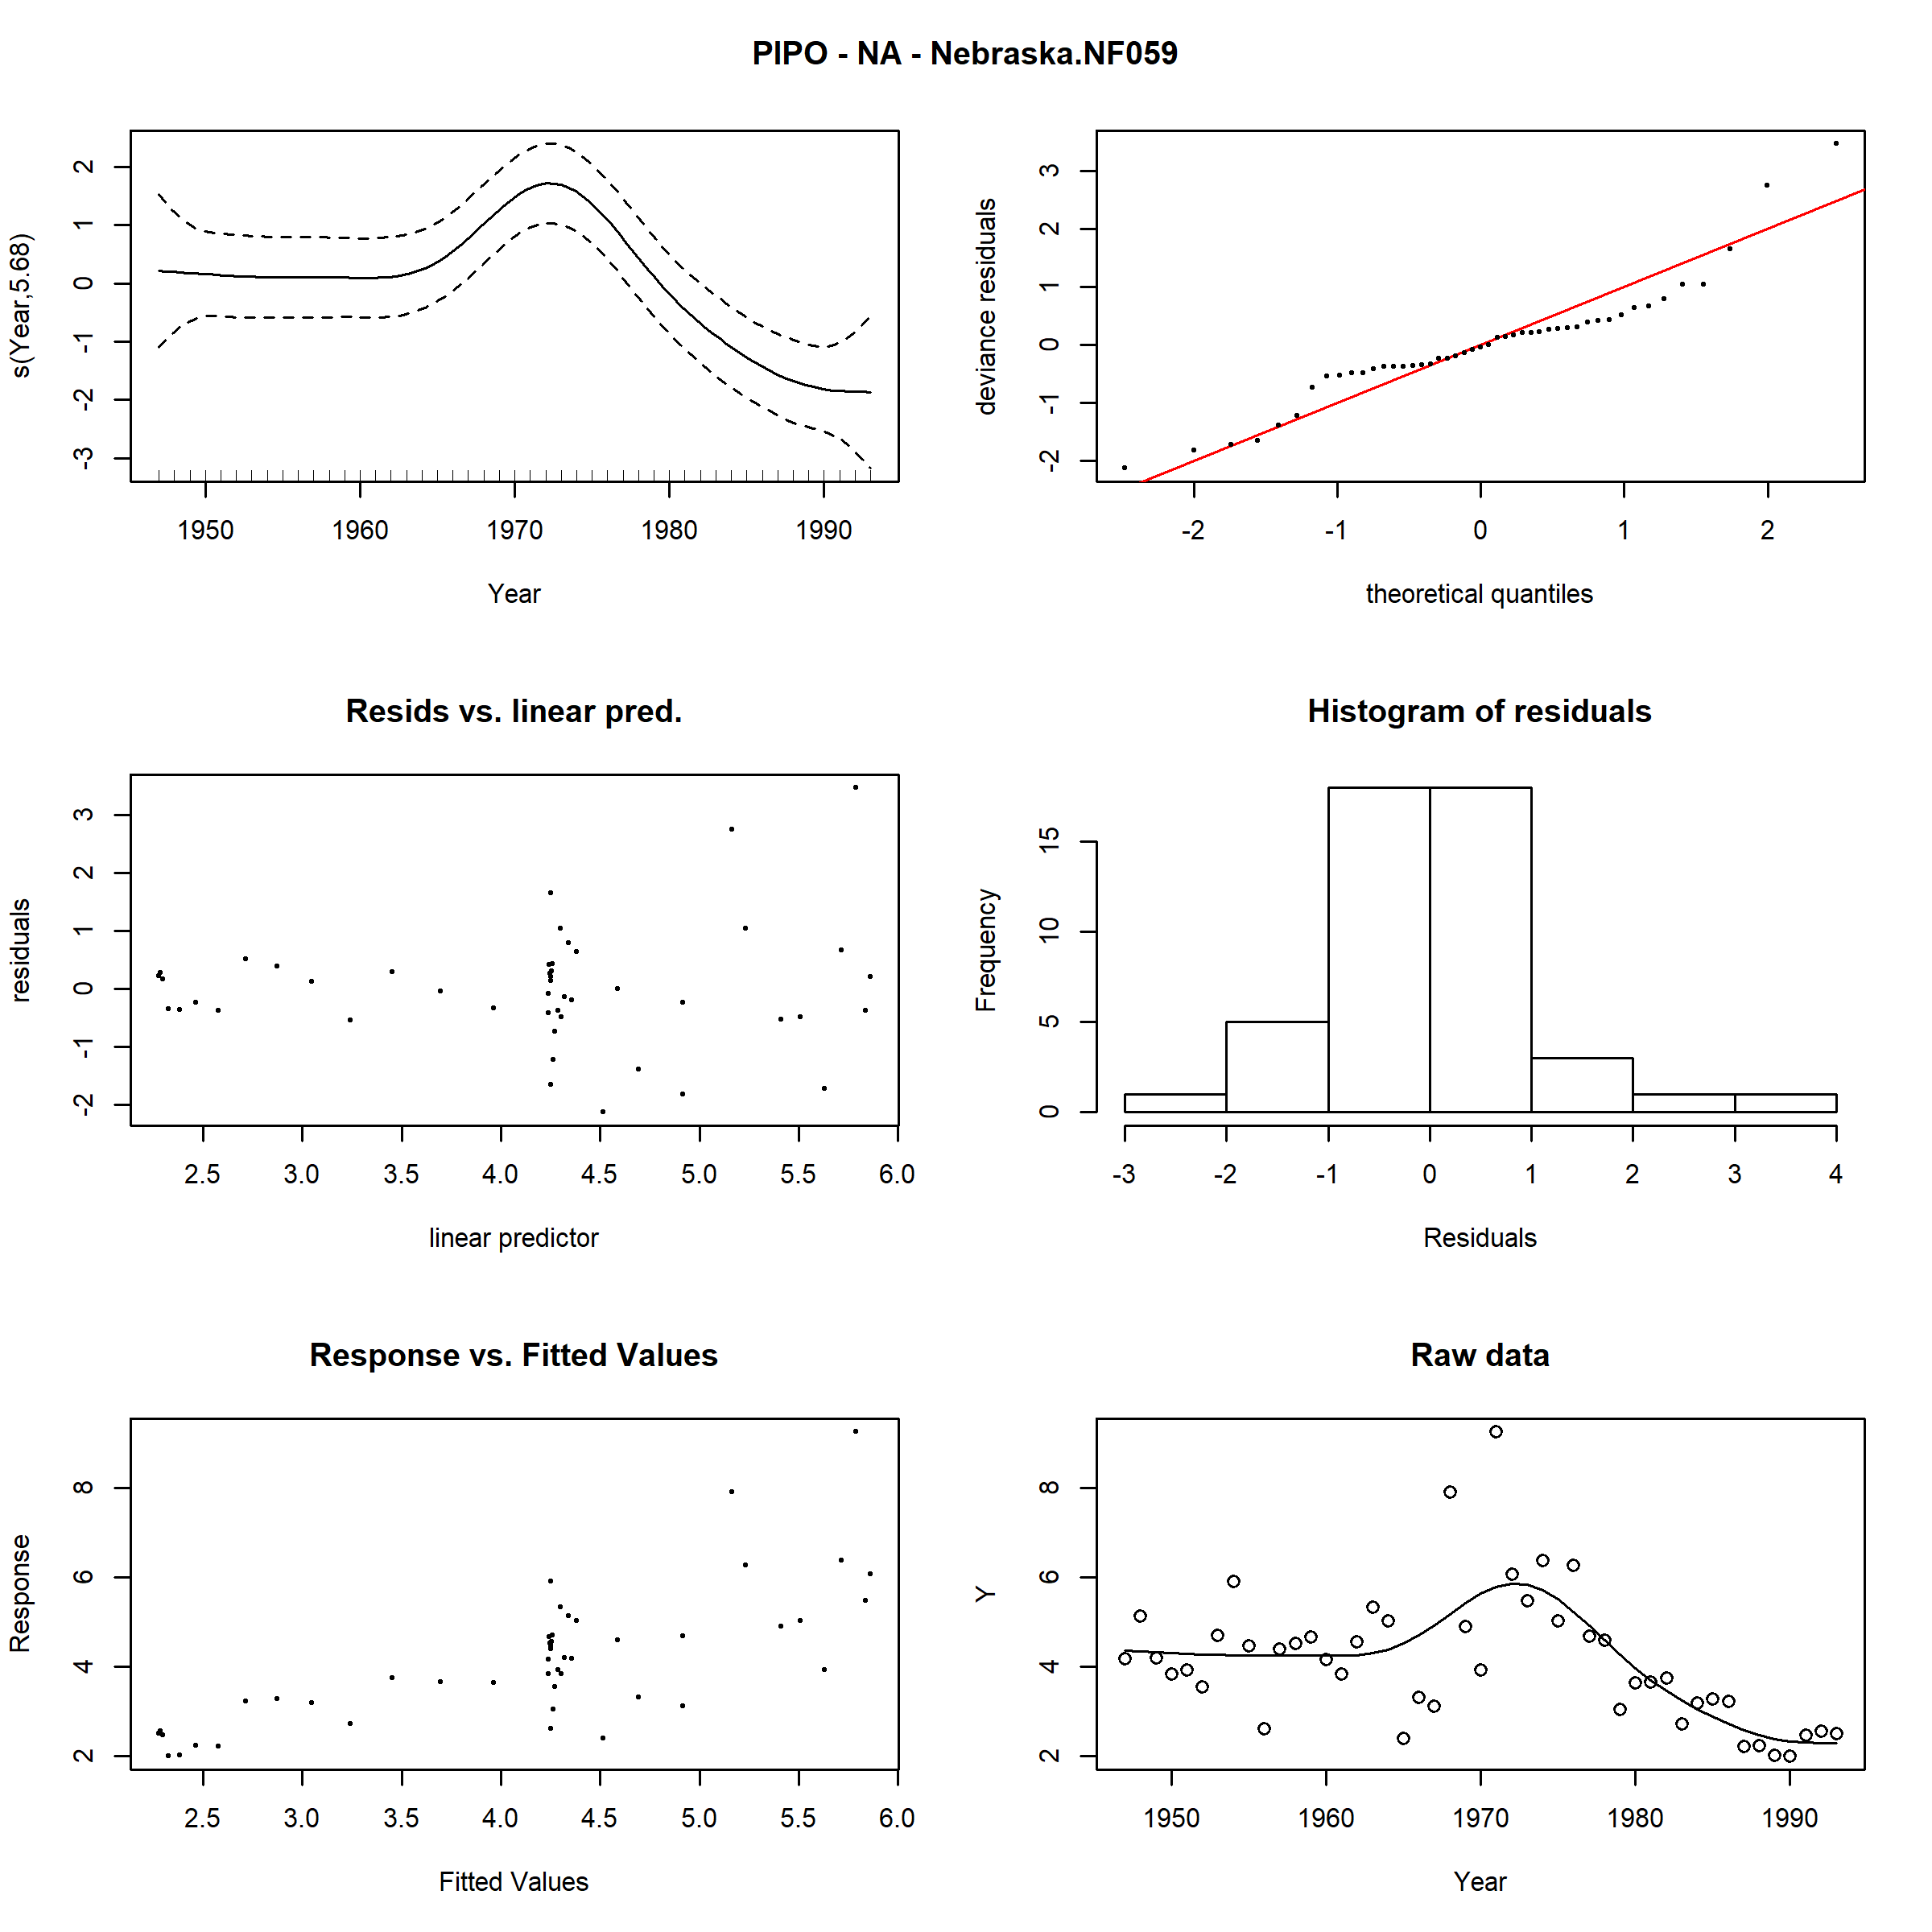 PIPO - NA - Nebraska.NF059
s(Year,5.68)
2
1
0
-1
-2
-3
1950 1960 1970 1980 1990
Year
deviance residuals
3
2
1
0
-1
-2
-2 -1 0 1 2
theoretical quantiles
Resids vs. linear pred.
residuals
3
2
1
0
-1
-2
2.5 3.0 3.5 4.0 4.5 5.0 5.5 6.0
linear predictor
Histogram of residuals
Frequency
15
10
5
0
-3 -2 -1 0 1 2 3 4
Residuals
Response vs. Fitted Values
Response
8
6
4
2
2.5 3.0 3.5 4.0 4.5 5.0 5.5 6.0
Fitted Values
Raw data
Y
8
6
4
2
1950 1960 1970 1980 1990
Year